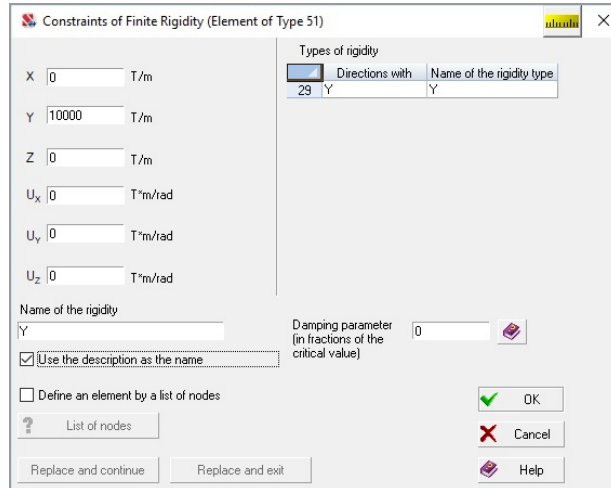 Constraints of Finite Rigidity (Element of Type 51)
X 0 T/m
Y 10000 T/m
Z 0 T/m
UX 0 T*m/rad
UY 0 T*m/rad
UZ 0 T*m/rad
Types of rigidity
Directions with Name of the rigidity type
29 Y Y
Name of the rigidity
Y
Use the description as the name
Damping parameter
(in fractions of the
critical value)
0
Define an element by a list of nodes
? List of nodes
Replace and continue Replace and exit
OK
Cancel
Help